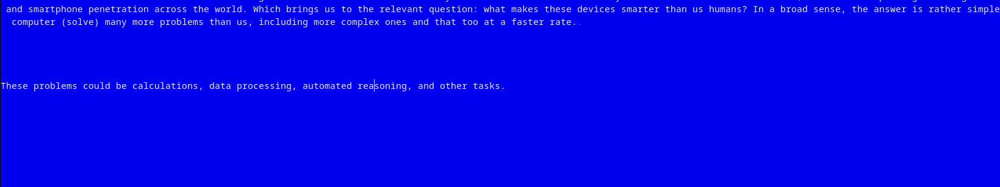 and smartphone penetration across the world. Which brings us to the relevant question: what makes these devices smarter than us humans? In a broad sense, the answer is rather simple
computer (solve) many more problems than us, including more complex ones and that too at a faster rate..
These problems could be calculations, data processing, automated reasoning, and other tasks.